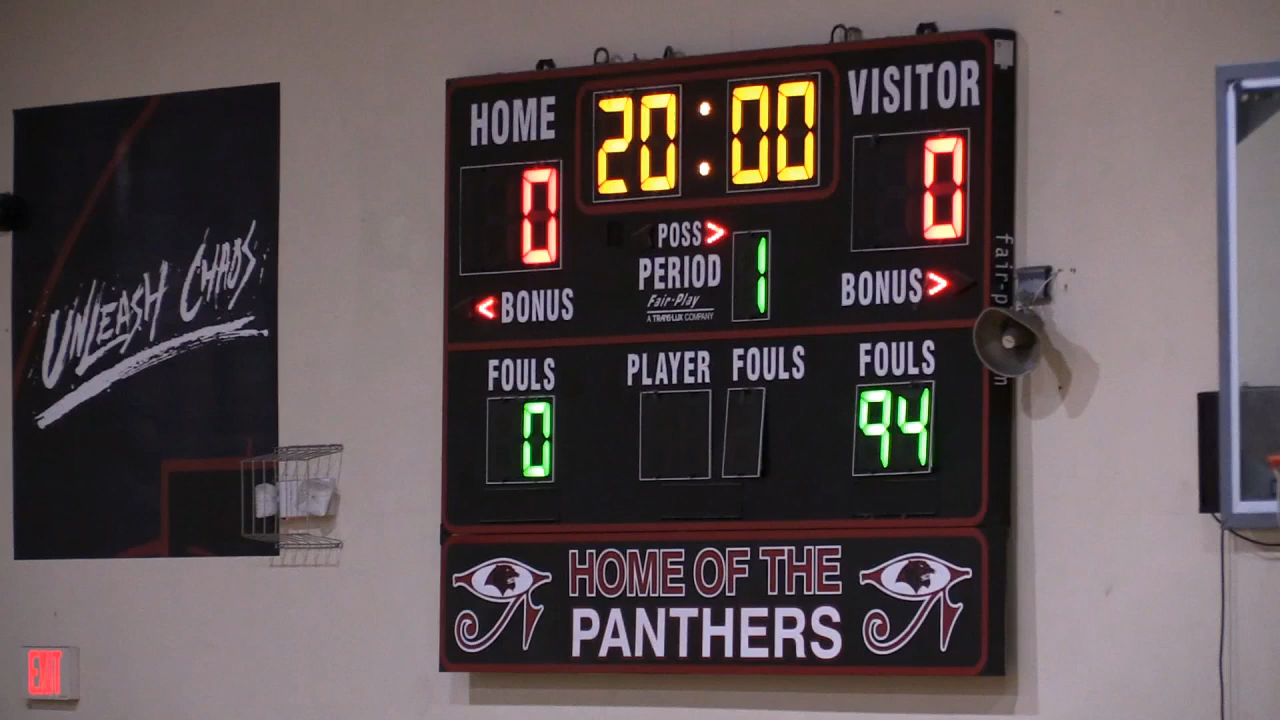 UNLEASH CHAOS
HOME
20:00
VISITOR
0
0
POSS >
PERIOD
1
Fair-Play
A TRANS-LUX COMPANY
< BONUS
BONUS >
FOULS
PLAYER FOULS
FOULS
0
94
HOME OF THE
PANTHERS
EXIT